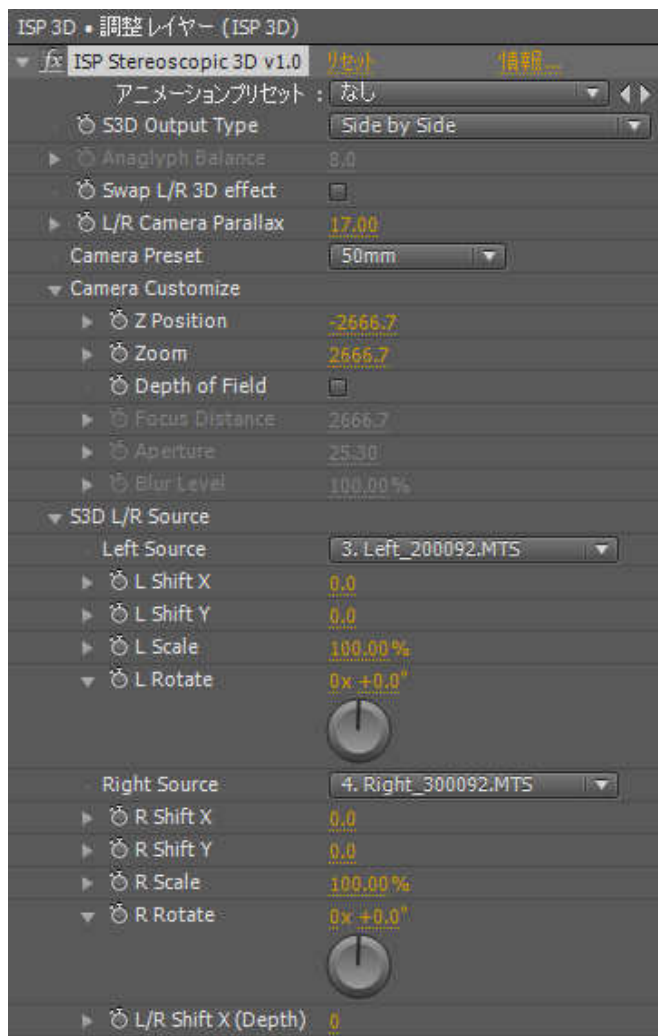 ISP 3D • 調整レイヤー (ISP 3D)
fx ISP Stereoscopic 3D v1.0 リセット 情報...
アニメーションプリセット : なし
S3D Output Type Side by Side
Anaglyph Balance 8.0
Swap L/R 3D effect
L/R Camera Parallax 17.00
Camera Preset 50mm
Camera Customize
Z Position -2666.7
Zoom 2666.7
Depth of Field
Focus Distance 2666.7
Aperture 25.30
Blur Level 100.00%
S3D L/R Source
Left Source 3. Left_200092.MTS
L Shift X 0.0
L Shift Y 0.0
L Scale 100.00%
L Rotate 0x +0.0°
Right Source 4. Right_300092.MTS
R Shift X 0.0
R Shift Y 0.0
R Scale 100.00%
R Rotate 0x +0.0°
L/R Shift X (Depth) 0